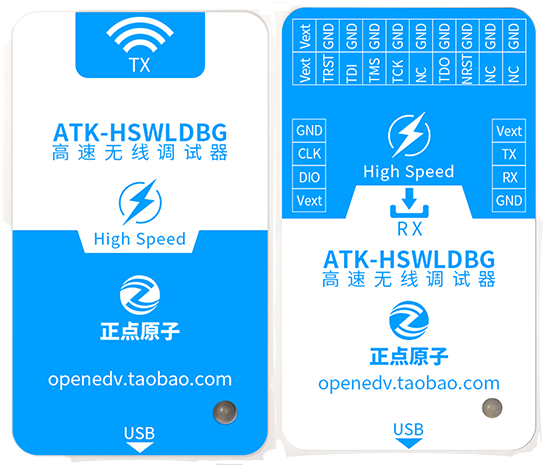 TX
ATK-HSWLDBG
高速无线调试器
High Speed
正点原子
openedv.taobao.com
USB
Vext GND GND GND GND GND GND GND GND GND
Vext TRST TDI TMS TCK NC TDO NRST NC NC
GND
CLK
DIO
Vext
Vext
TX
RX
GND
High Speed
RX
ATK-HSWLDBG
高速无线调试器
正点原子
openedv.taobao.com
USB